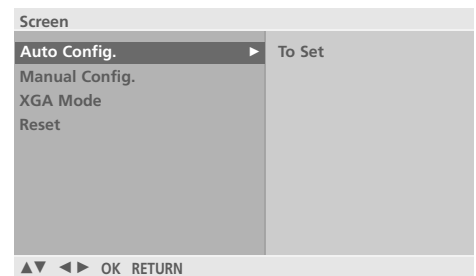 Screen
Auto Config. ► To Set
Manual Config.
XGA Mode
Reset
▲▼ ◄► OK RETURN